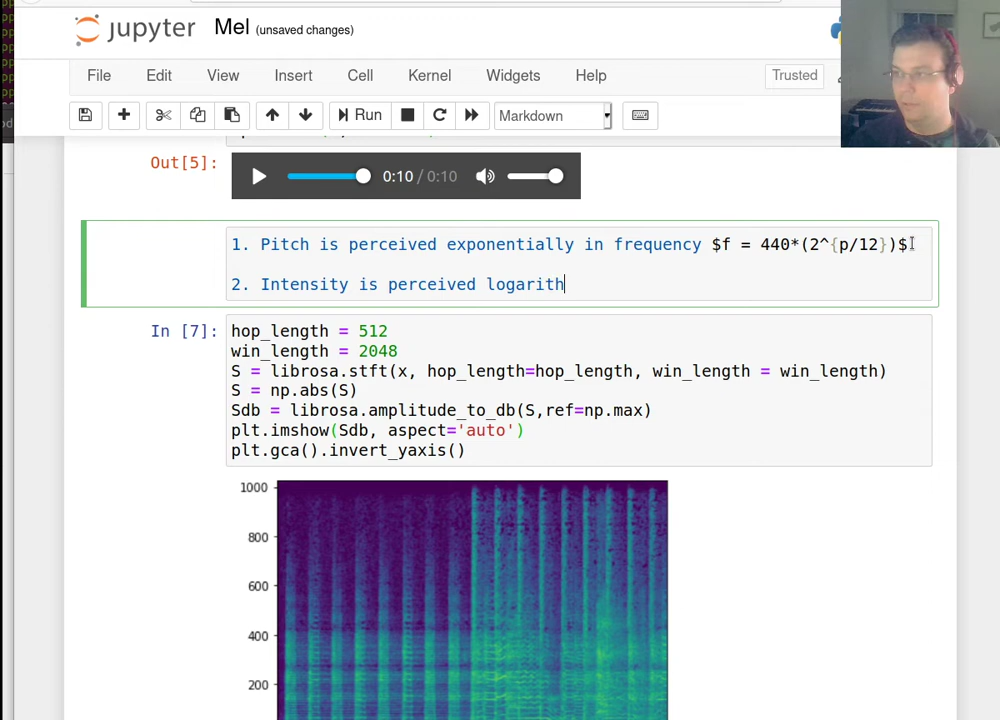 jupyter Mel (unsaved changes)
File Edit View Insert Cell Kernel Widgets Help Trusted
Run Markdown
Out[5]: 0:10 / 0:10
1. Pitch is perceived exponentially in frequency $f = 440*(2^{p/12})$
2. Intensity is perceived logarith
In [7]: hop_length = 512
win_length = 2048
S = librosa.stft(x, hop_length=hop_length, win_length = win_length)
S = np.abs(S)
Sdb = librosa.amplitude_to_db(S,ref=np.max)
plt.imshow(Sdb, aspect='auto')
plt.gca().invert_yaxis()
1000
800
600
400
200